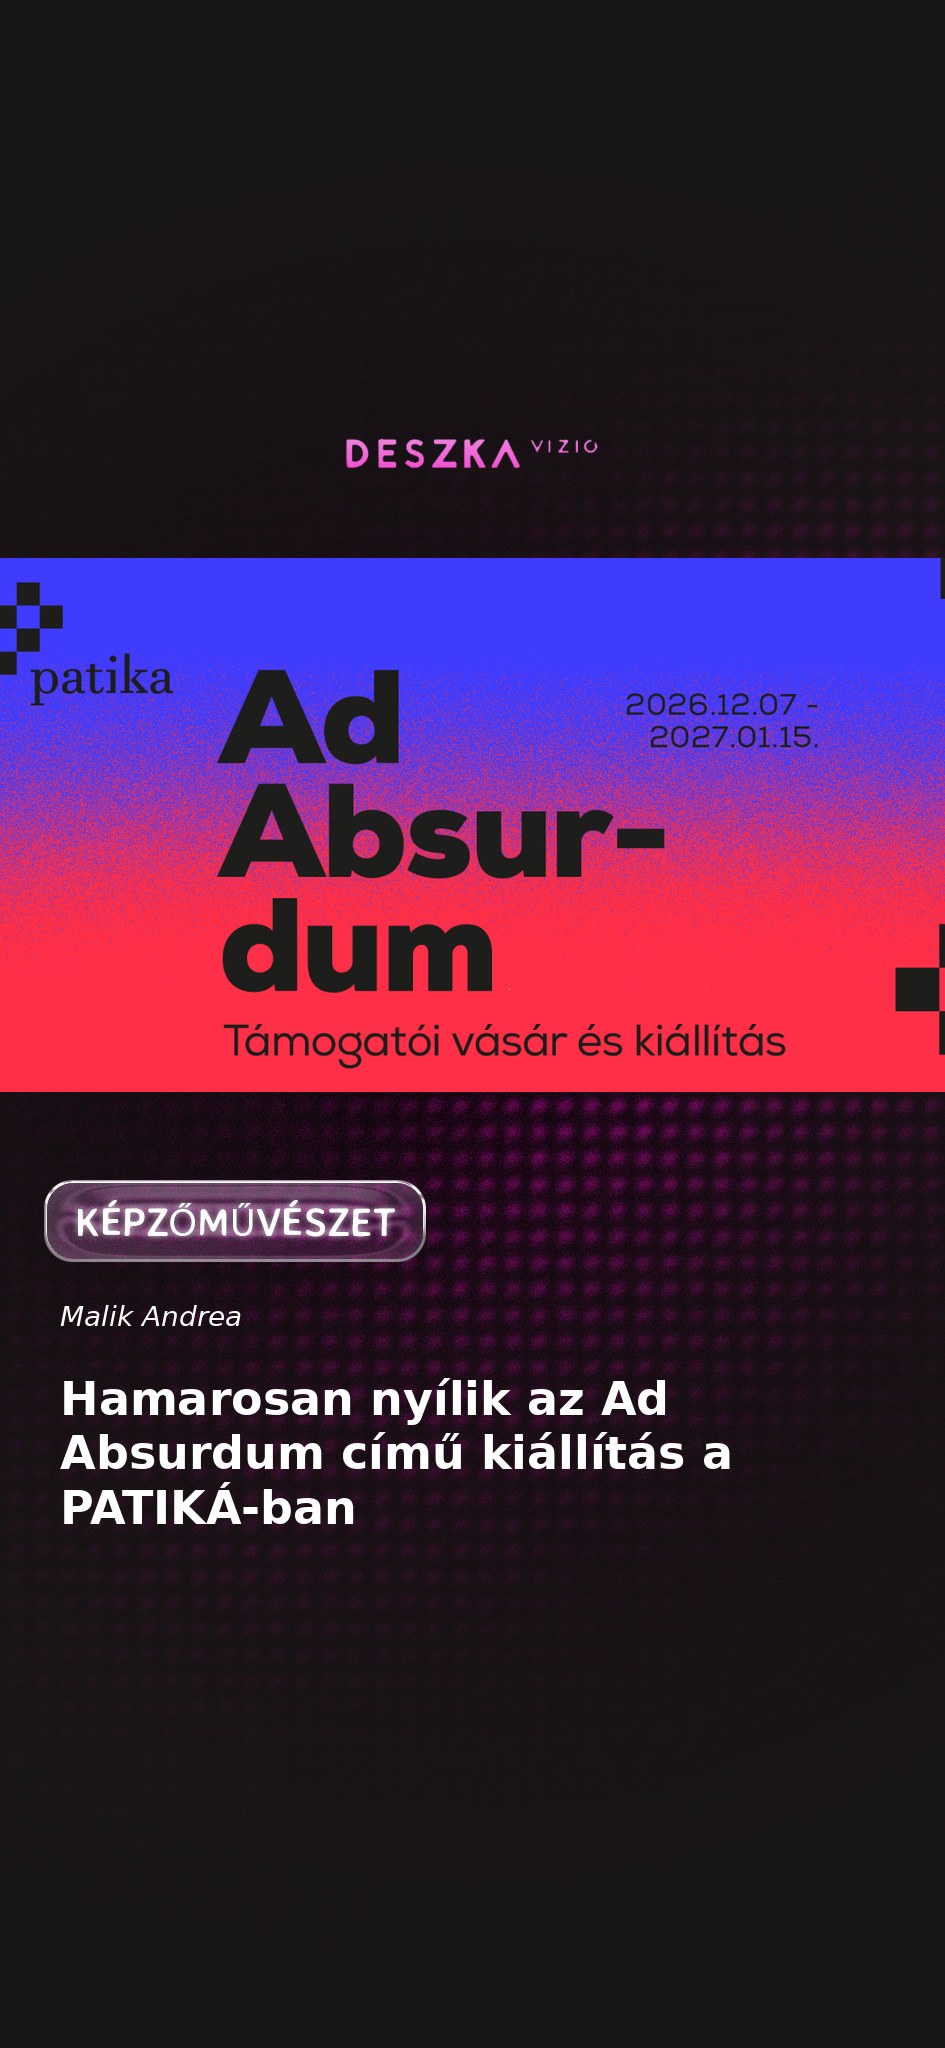 DESZKA VIZIO
patika
Ad
Absur-
dum
2026.12.07 -
2027.01.15.
Támogatói vásár és kiállítás
KÉPZŐMŰVÉSZET
Malik Andrea
Hamarosan nyílik az Ad
Absurdum című kiállítás a
PATIKÁ-ban